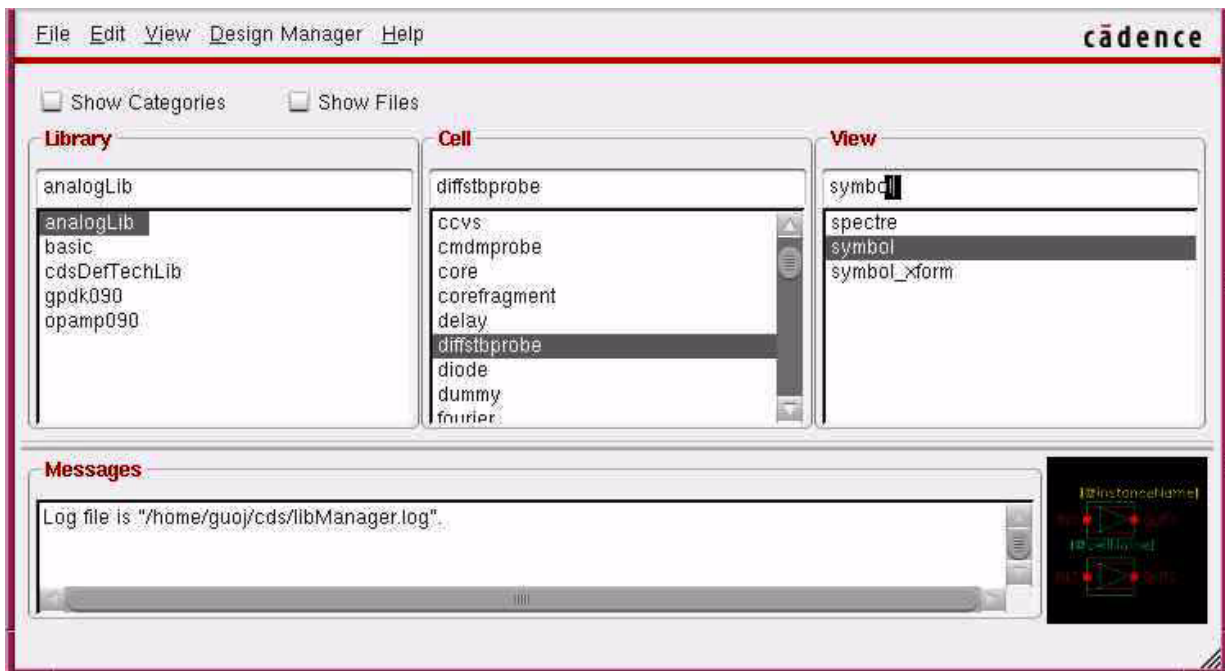 File Edit View Design Manager Help
cādence
Show Categories Show Files
Library
analogLib
analogLib
basic
cdsDefTechLib
gpdk090
opamp090
Cell
diffstbprobe
ccvs
cmdmprobe
core
corefragment
delay
diffstbprobe
diode
dummy
fourier
View
symbol
spectre
symbol
symbol_xform
Messages
Log file is "/home/guoj/cds/libManager.log".
[@instanceName]
[@cellName]